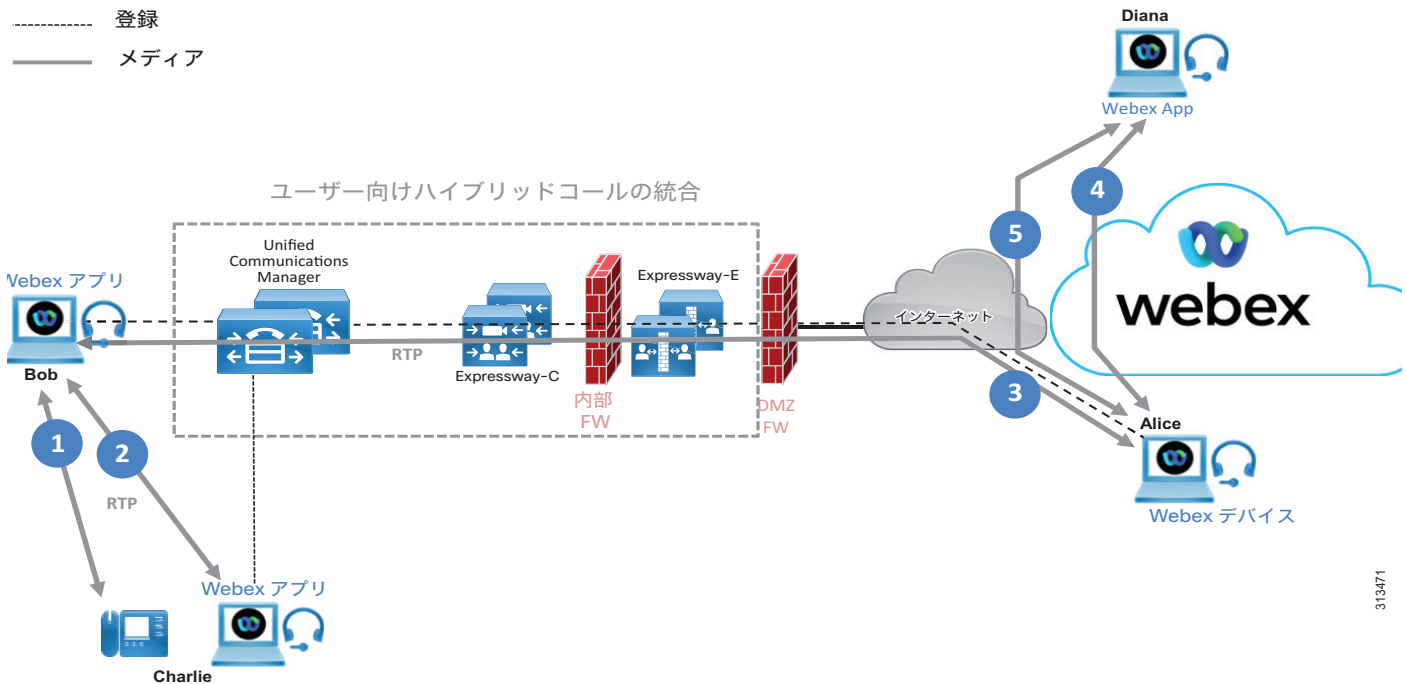 登録
メディア
Diana
Webex App
ユーザー向けハイブリッドコールの統合
4
5
Unified
Communications
Manager
Expressway-E
Webex アプリ
webex
インターネット
RTP
Expressway-C
Bob
内部
FW
DMZ
FW
3
Alice
1
2
RTP
Webex デバイス
Webex アプリ
Charlie
313471